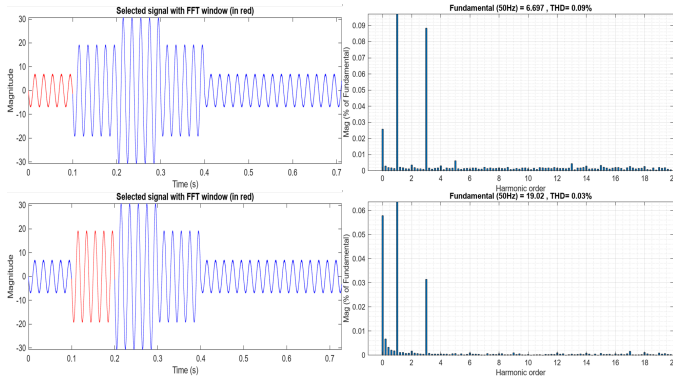 Selected signal with FFT window (in red)
30
20
10
0
-10
-20
-30
Magnitude
0 0.1 0.2 0.3 0.4 0.5 0.6 0.7
Time (s)
Fundamental (50Hz) = 6.697 , THD= 0.09%
0.09
0.08
0.07
0.06
0.05
0.04
0.03
0.02
0.01
0
Mag (% of Fundamental)
0 2 4 6 8 10 12 14 16 18 2
Harmonic order
Selected signal with FFT window (in red)
30
20
10
0
-10
-20
-30
Magnitude
0 0.1 0.2 0.3 0.4 0.5 0.6 0.7
Time (s)
Fundamental (50Hz) = 19.02 , THD= 0.03%
0.06
0.05
0.04
0.03
0.02
0.01
0
Mag (% of Fundamental)
0 2 4 6 8 10 12 14 16 18 2
Harmonic order